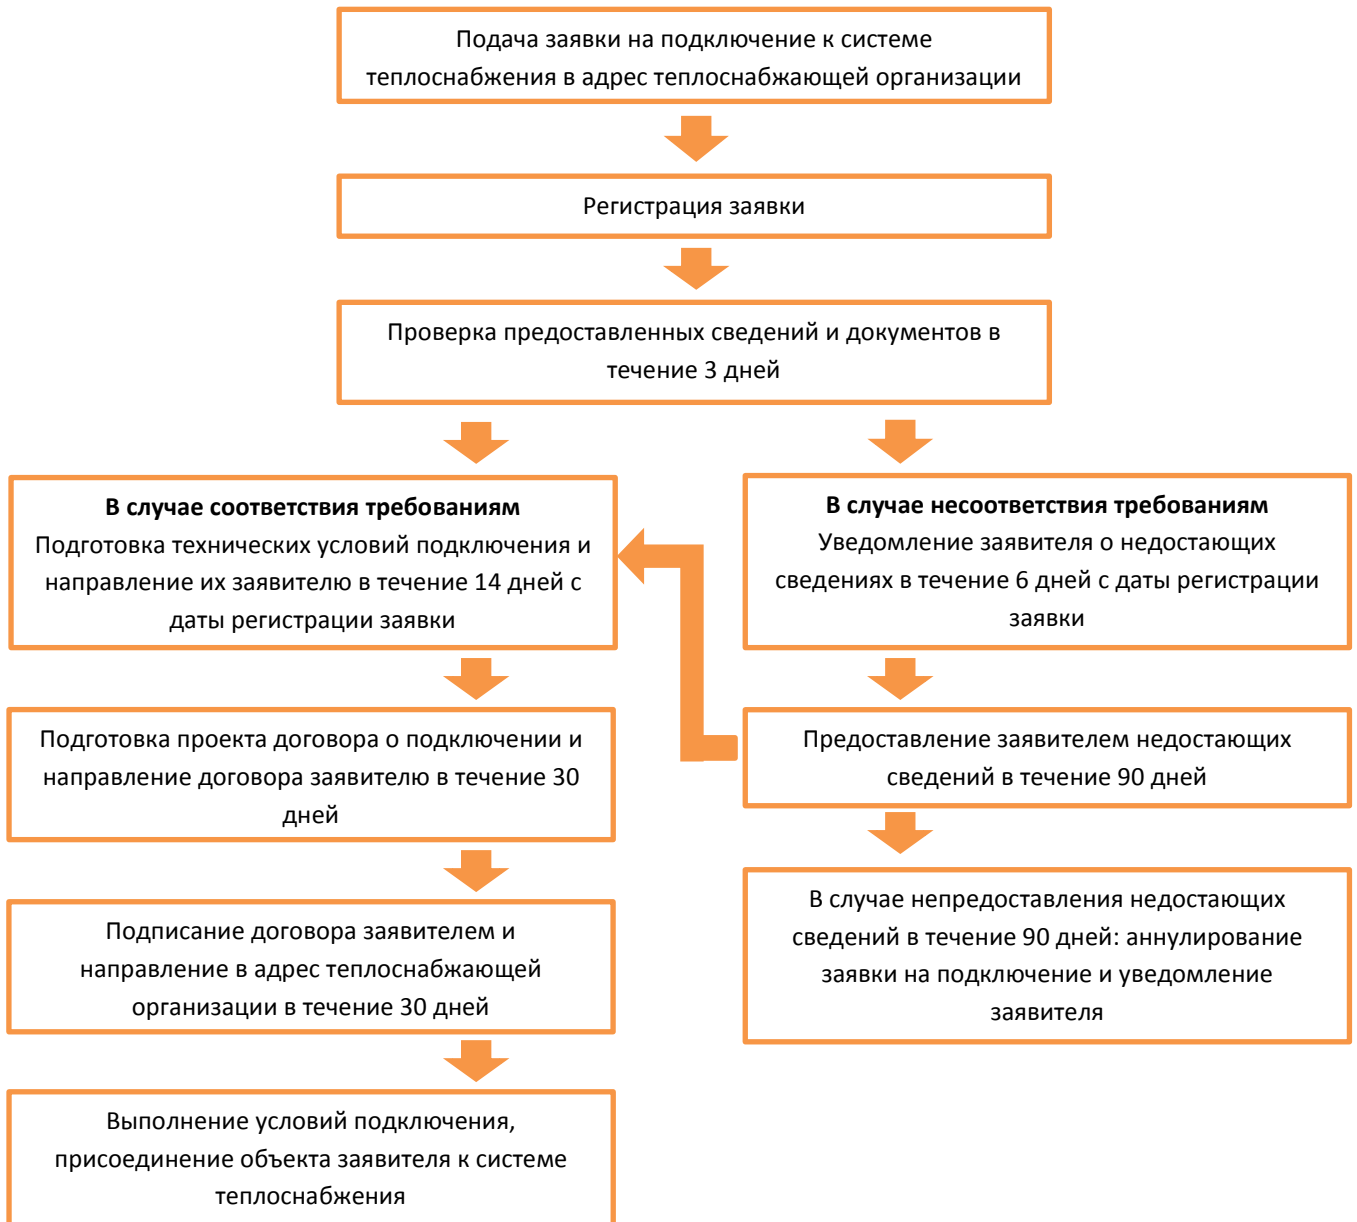 Подача заявки на подключение к системе
теплоснабжения в адрес теплоснабжающей организации
Регистрация заявки
Проверка предоставленных сведений и документов в
течение 3 дней
В случае соответствия требованиям
Подготовка технических условий подключения и
направление их заявителю в течение 14 дней с
даты регистрации заявки
В случае несоответствия требованиям
Уведомление заявителя о недостающих
сведениях в течение 6 дней с даты регистрации
заявки
Подготовка проекта договора о подключении и
направление договора заявителю в течение 30
дней
Предоставление заявителем недостающих
сведений в течение 90 дней
Подписание договора заявителем и
направление в адрес теплоснабжающей
организации в течение 30 дней
В случае непредоставления недостающих
сведений в течение 90 дней: аннулирование
заявки на подключение и уведомление
заявителя
Выполнение условий подключения,
присоединение объекта заявителя к системе
теплоснабжения